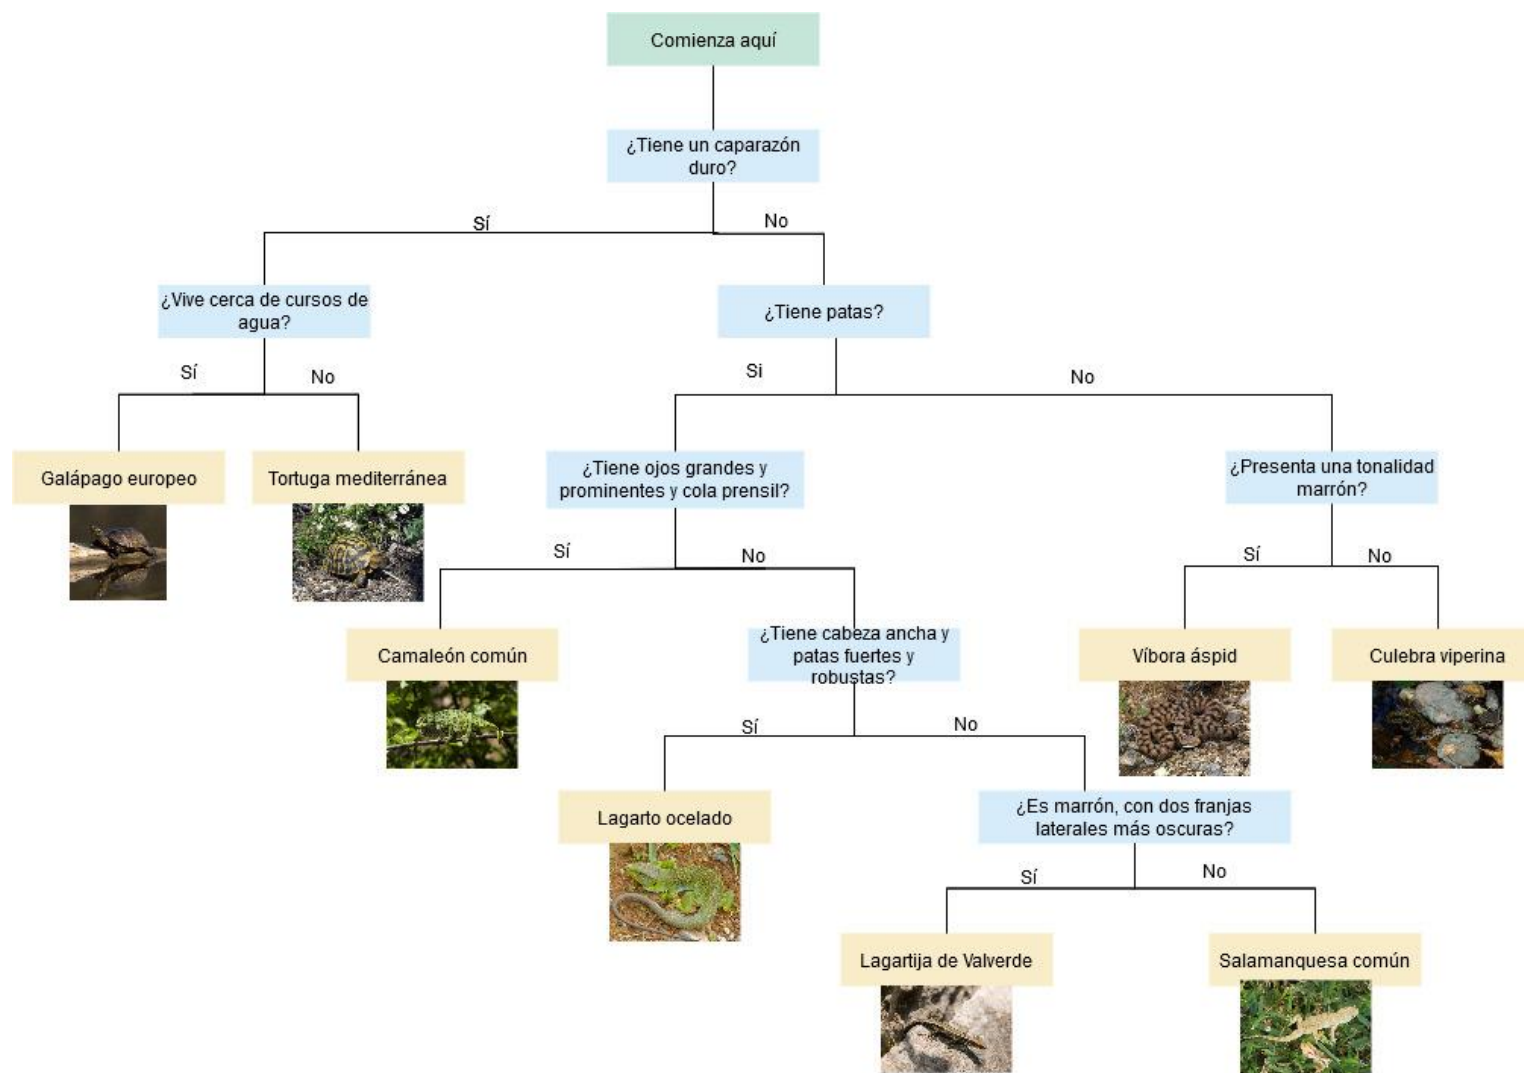 Comienza aquí
¿Tiene un caparazón
duro?
Sí
No
¿Vive cerca de cursos de
agua?
¿Tiene patas?
Sí
No
Si
No
Galápago europeo
Tortuga mediterránea
¿Tiene ojos grandes y
prominentes y cola prensil?
¿Presenta una tonalidad
marrón?
Sí
No
Sí
No
Camaleón común
¿Tiene cabeza ancha y
patas fuertes y
robustas?
Víbora áspid
Culebra viperina
Sí
No
Lagarto ocelado
¿Es marrón, con dos franjas
laterales más oscuras?
Sí
No
Lagartija de Valverde
Salamanquesa común